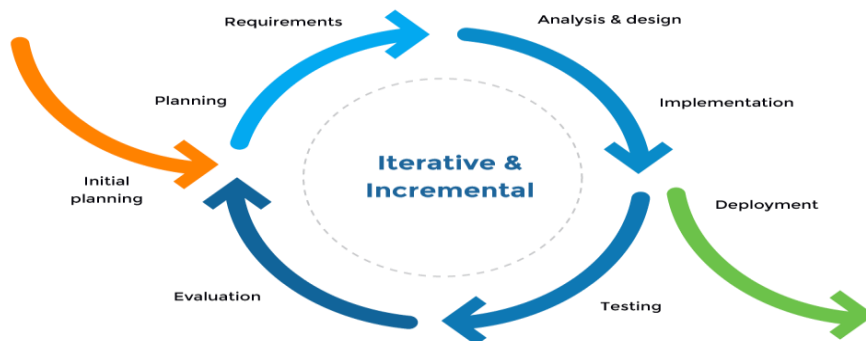 Requirements
Analysis & design
Planning
Implementation
Iterative &
Incremental
Initial
planning
Deployment
Evaluation
Testing